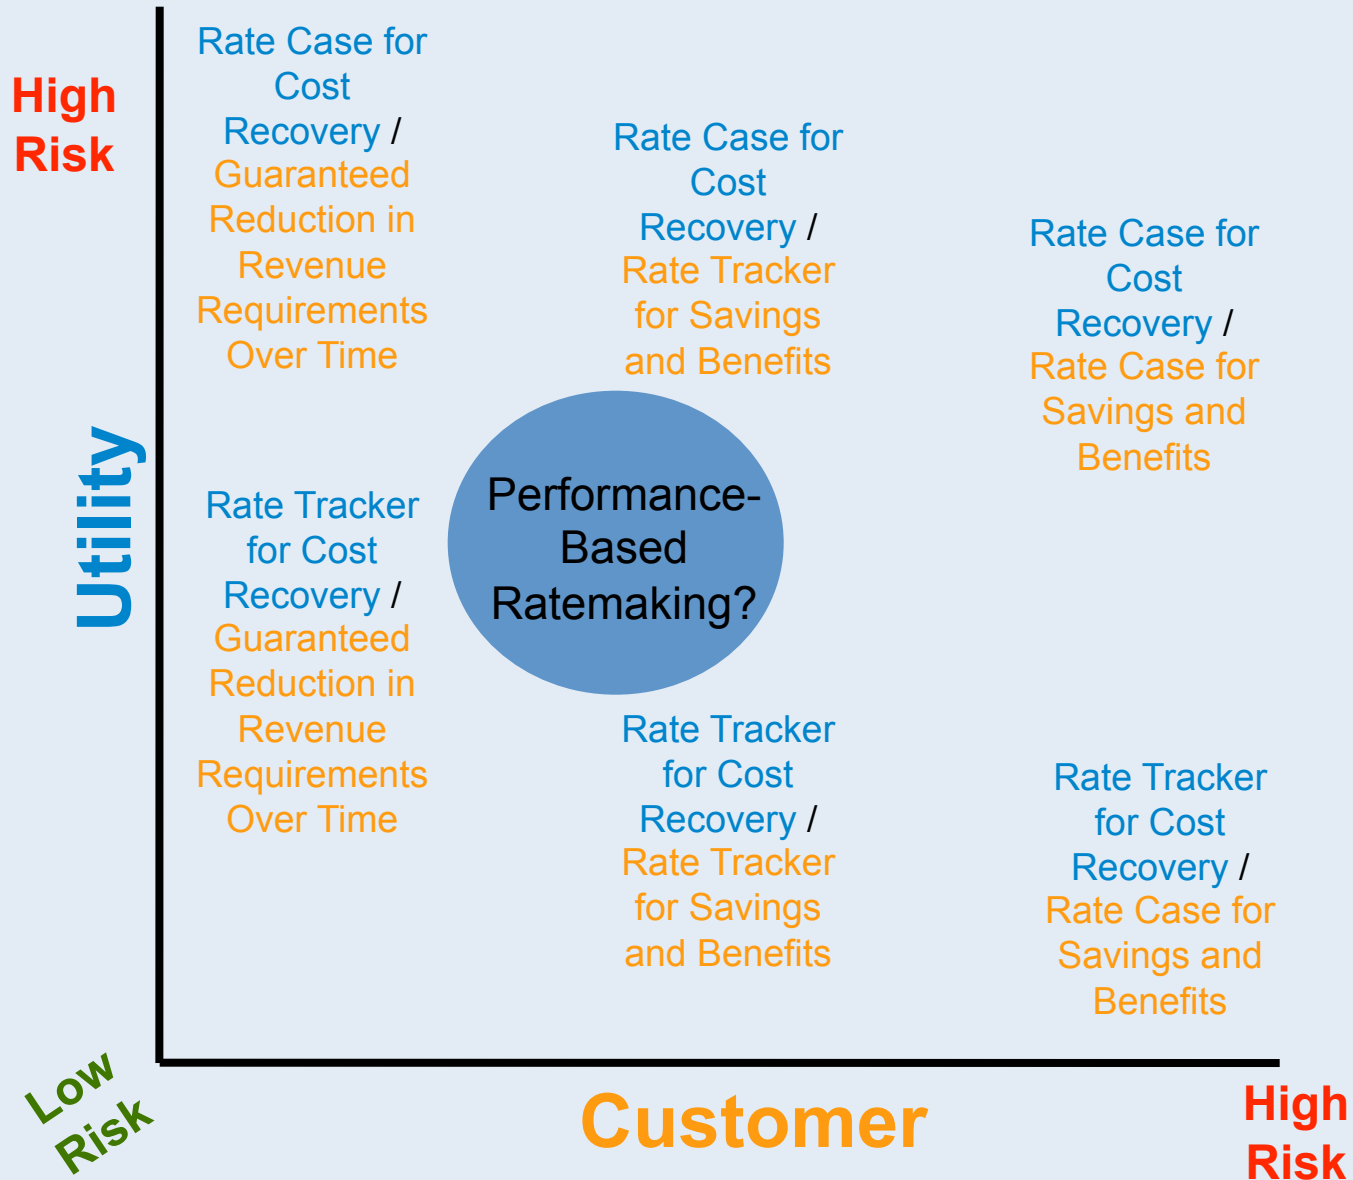 High
Risk
Rate Case for
Cost
Recovery /
Guaranteed
Reduction in
Revenue
Requirements
Over Time
Rate Case for
Cost
Recovery /
Rate Tracker
for Savings
and Benefits
Rate Case for
Cost
Recovery /
Rate Case for
Savings and
Benefits
Utility
Rate Tracker
for Cost
Recovery /
Guaranteed
Reduction in
Revenue
Requirements
Over Time
Performance-
Based
Ratemaking?
Rate Tracker
for Cost
Recovery /
Rate Tracker
for Savings
and Benefits
Rate Tracker
for Cost
Recovery /
Rate Case for
Savings and
Benefits
Low
Risk
Customer
High
Risk